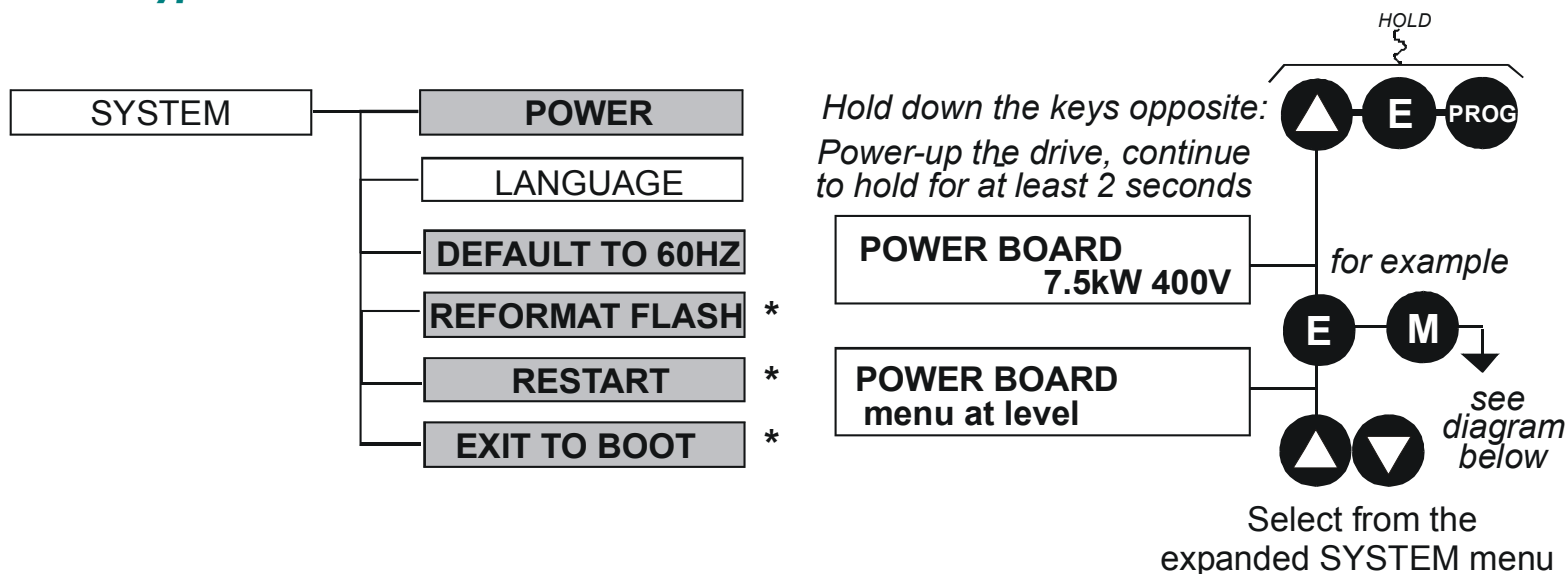 SYSTEM
POWER
LANGUAGE
DEFAULT TO 60HZ
REFORMAT FLASH *
RESTART *
EXIT TO BOOT *
HOLD
Hold down the keys opposite:
E
PROG
Power-up the drive, continue
to hold for at least 2 seconds
POWER BOARD
7.5kW 400V
for example
E
M
POWER BOARD
menu at level
see
diagram
below
Select from the
expanded SYSTEM menu